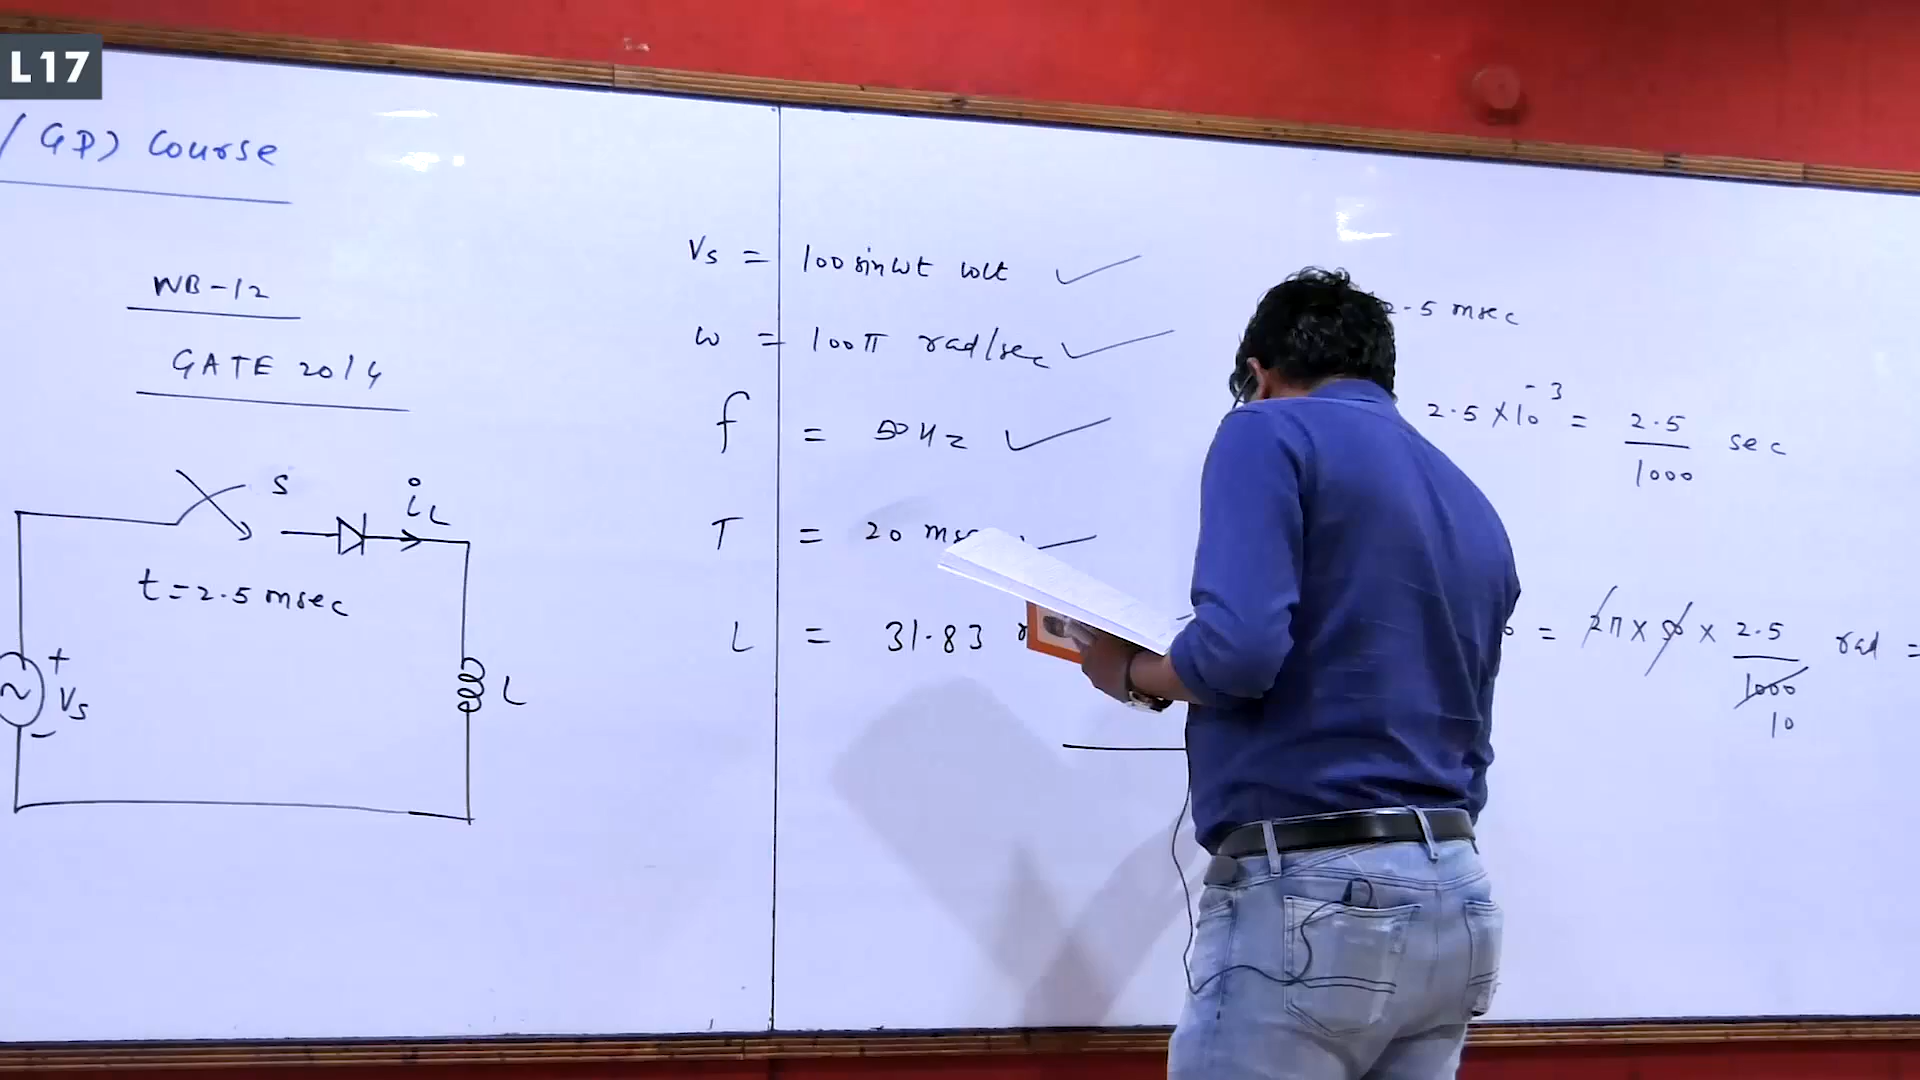 L17
/ GP) Course
WB-12
GATE 2014
S
iL
t=2.5 msec
+
Vs
-
L
Vs = 100 sin ωt volt
ω = 100π rad/sec
f = 50 Hz
T = 20
L = 31.83
2.5 msec
2.5 × 10⁻³ = 2.5/1000 sec
= 2π × 50 × 2.5/1000 rad =
10